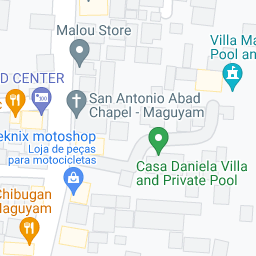 Malou Store
Villa Ma
Pool and
D CENTER
San Antonio Abad
Chapel - Maguyam
eknix motoshop
Loja de peças
para motocicletas
Casa Daniela Villa
and Private Pool
Chibugan
Maguyam